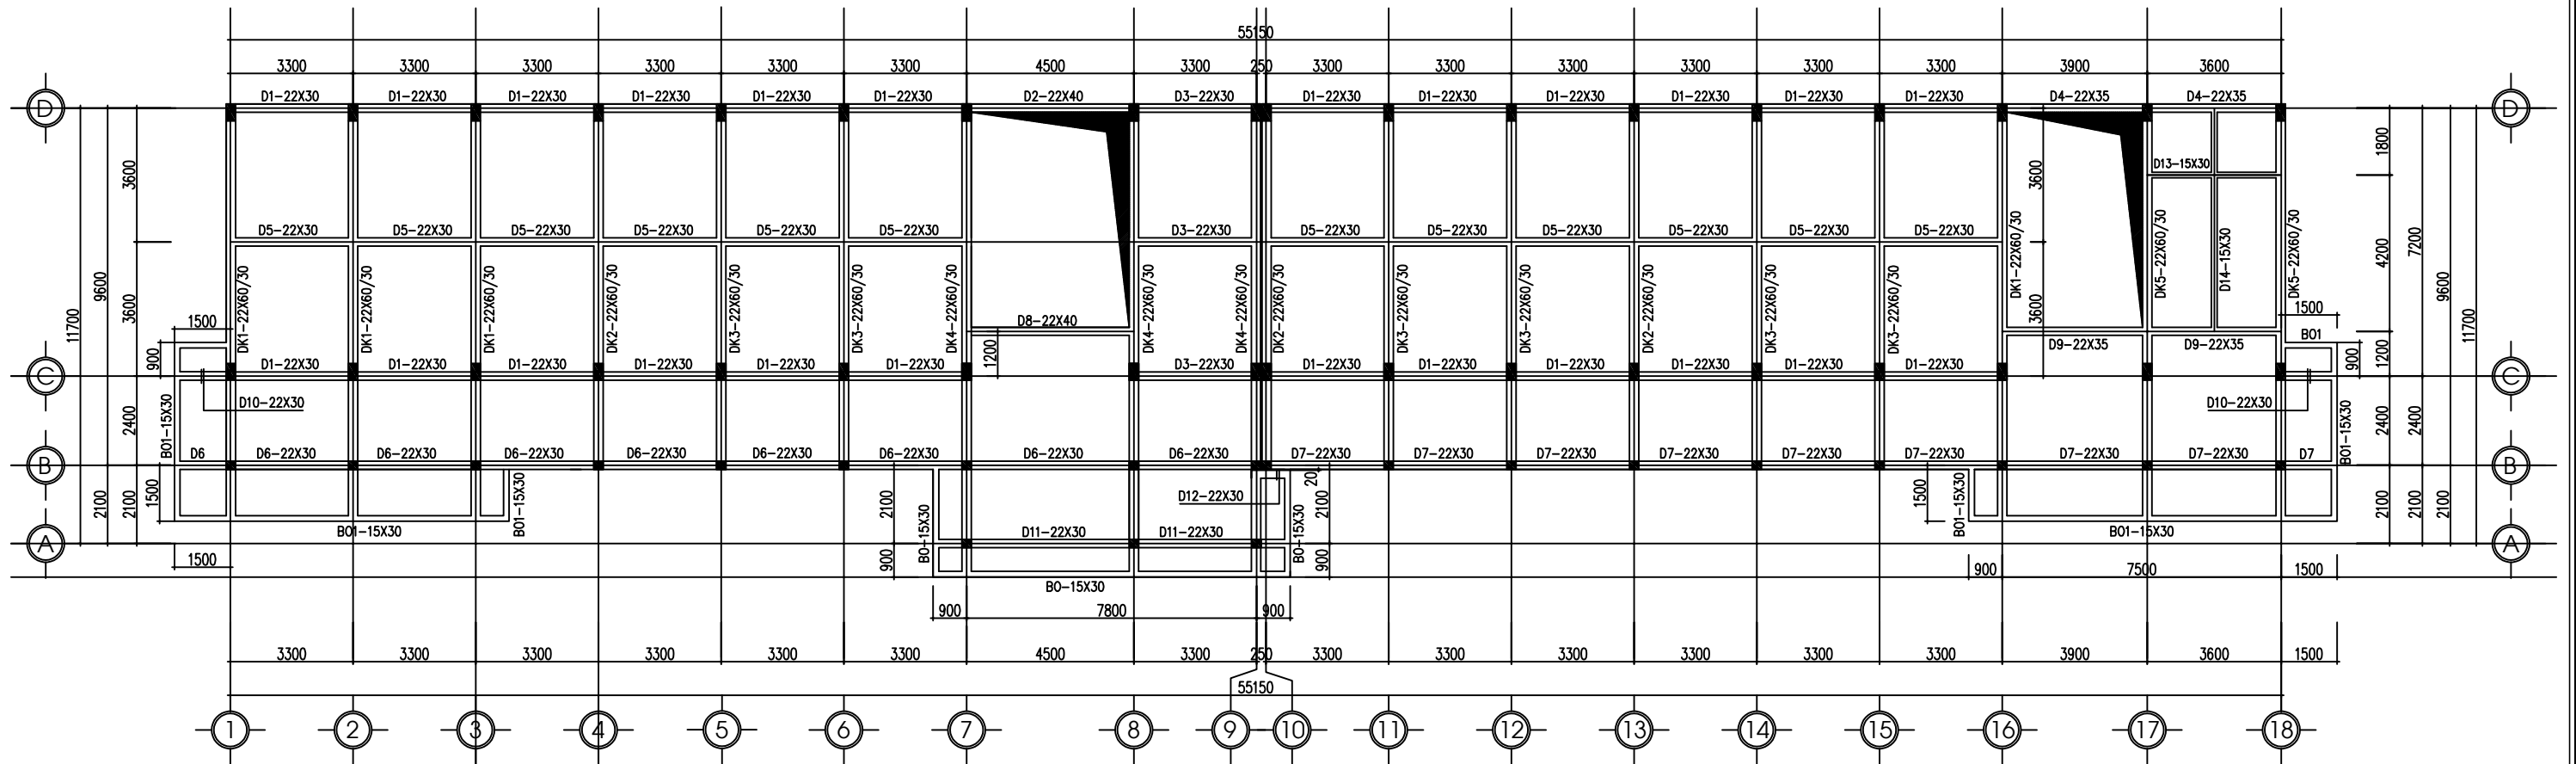 55150
3300 3300 3300 3300 3300 3300 4500 3300 250 3300 3300 3300 3300 3300 3300 3900 3600
D1-22X30 D1-22X30 D1-22X30 D1-22X30 D1-22X30 D1-22X30 D2-22X40 D3-22X30 D1-22X30 D1-22X30 D1-22X30 D1-22X30 D1-22X30 D1-22X30 D4-22X35 D4-22X35
D D
3600 3600 1800
D13-15X30
D5-22X30 D5-22X30 D5-22X30 D5-22X30 D5-22X30 D5-22X30 D3-22X30 D5-22X30 D5-22X30 D5-22X30 D5-22X30 D5-22X30 D5-22X30
11700 9600 3600
DK1-22X60/30 DK1-22X60/30 DK1-22X60/30 DK2-22X60/30 DK3-22X60/30 DK3-22X60/30 DK4-22X60/30 DK4-22X60/30 DK4-22X60/30 DK2-22X60/30 DK3-22X60/30 DK3-22X60/30 DK2-22X60/30 DK3-22X60/30 DK3-22X60/30 DK1-22X60/30 DK5-22X60/30 D14-15X30 DK5-22X60/30
3600 4200 7200 9600 11700
1500 D8-22X40 1500
B01
900 1200 D9-22X35 D9-22X35 900 1200
D1-22X30 D1-22X30 D1-22X30 D1-22X30 D1-22X30 D1-22X30 D3-22X30 D1-22X30 D1-22X30 D1-22X30 D1-22X30 D1-22X30 D1-22X30
C C
D10-22X30 D10-22X30
2400 B01-15X30 B01-15X30 2400 2400
D6 D6-22X30 D6-22X30 D6-22X30 D6-22X30 D6-22X30 D6-22X30 D6-22X30 D6-22X30 D7-22X30 D7-22X30 D7-22X30 D7-22X30 D7-22X30 D7-22X30 D7-22X30 D7-22X30 D7
B B
2100 2100 1500 B01-15X30 2100 D12-22X30 20 2100 1500 B01-15X30 2100 2100 2100
B01-15X30 B0-15X30 D11-22X30 D11-22X30 B0-15X30 B01-15X30
A A
1500 900 900 900 7500 1500
B0-15X30
900 7800 900
3300 3300 3300 3300 3300 3300 4500 3300 250 3300 3300 3300 3300 3300 3300 3900 3600 1500
55150
1 2 3 4 5 6 7 8 9 10 11 12 13 14 15 16 17 18